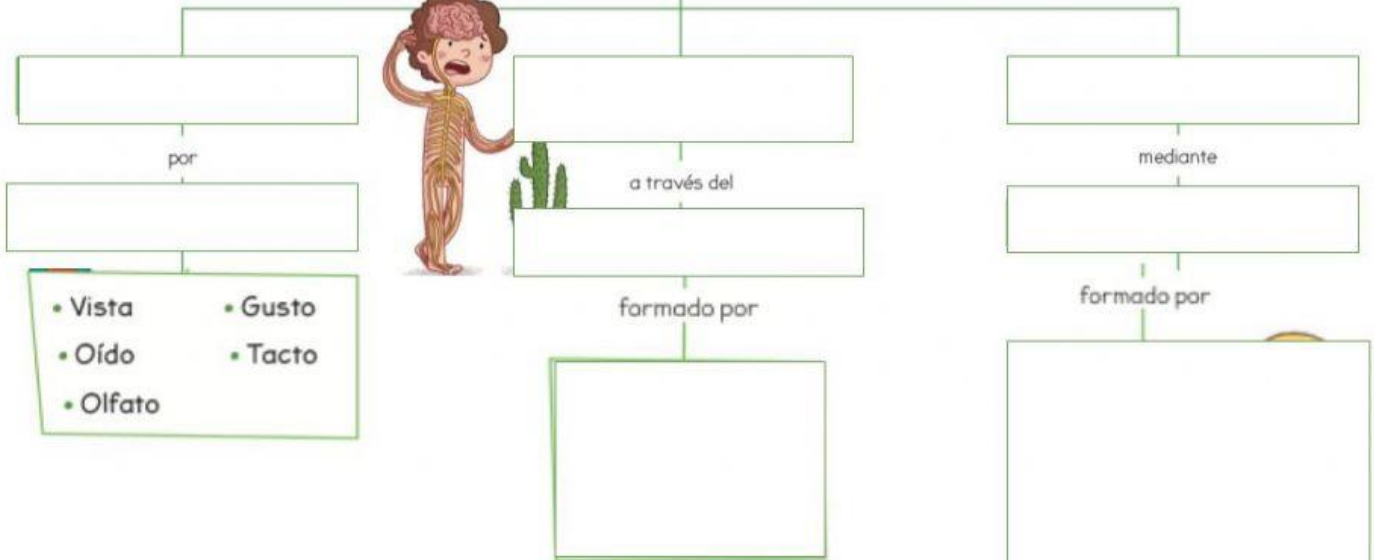 por
mediante
a través del
formado por
formado por
• Vista
• Gusto
• Oído
• Tacto
• Olfato